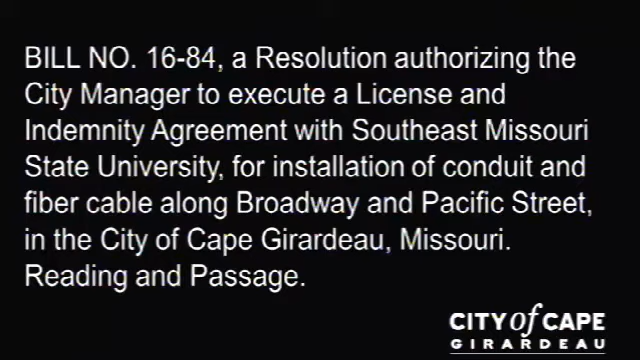 BILL NO. 16-84, a Resolution authorizing the
City Manager to execute a License and
Indemnity Agreement with Southeast Missouri
State University, for installation of conduit and
fiber cable along Broadway and Pacific Street,
in the City of Cape Girardeau, Missouri.
Reading and Passage.
CITY of CAPE
GIRARDEAU